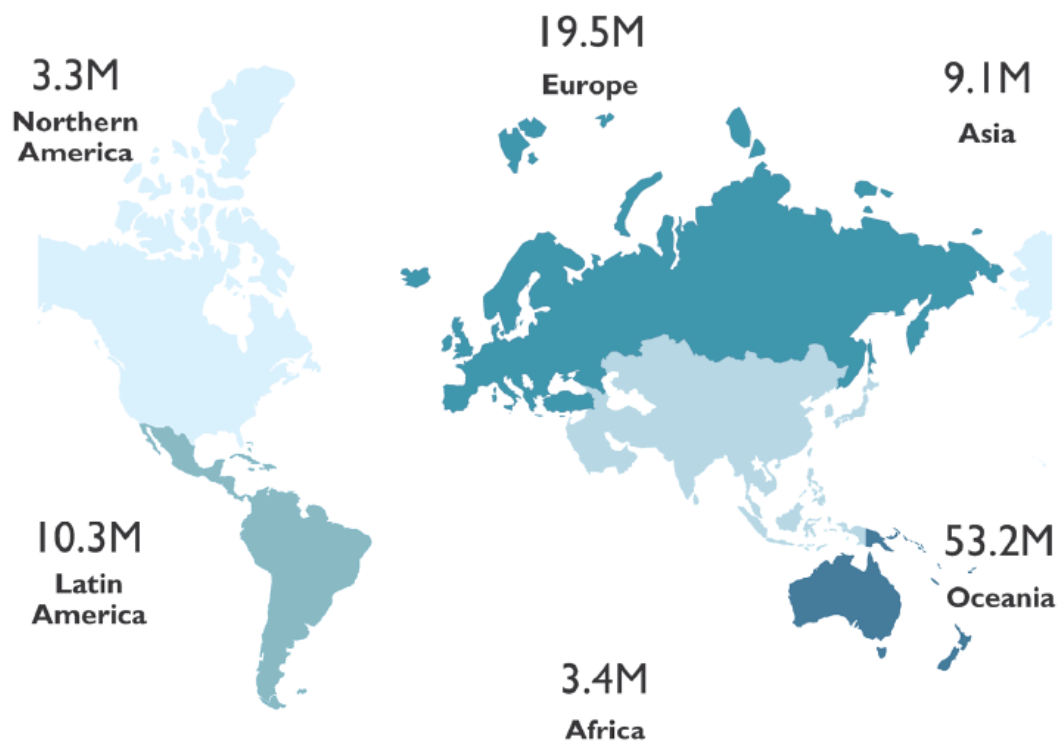 19.5M
Europe
3.3M
Northern
America
9.1M
Asia
10.3M
Latin
America
53.2M
Oceania
3.4M
Africa